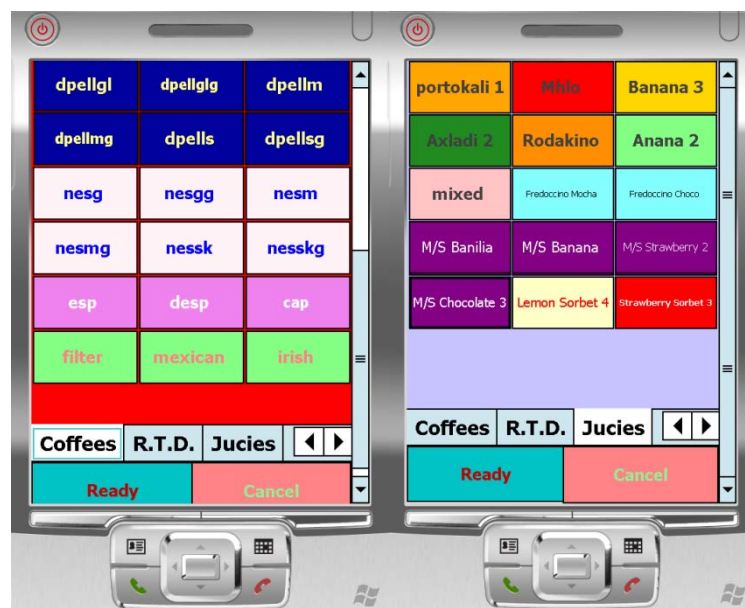 dpellgl dpellglg dpellm
dpellmg dpells dpellsg
nesg nesgg nesm
nesmg nessk nesskg
esp desp cap
filter mexican irish
Coffees R.T.D. Jucies
Ready Cancel
portokali 1 Mhlo Banana 3
Axladi 2 Rodakino Anana 2
mixed Fredoccino Mocha Fredoccino Choco
M/S Banilia M/S Banana M/S Strawberry 2
M/S Chocolate 3 Lemon Sorbet 4 Strawberry Sorbet 3
Coffees R.T.D. Jucies
Ready Cancel